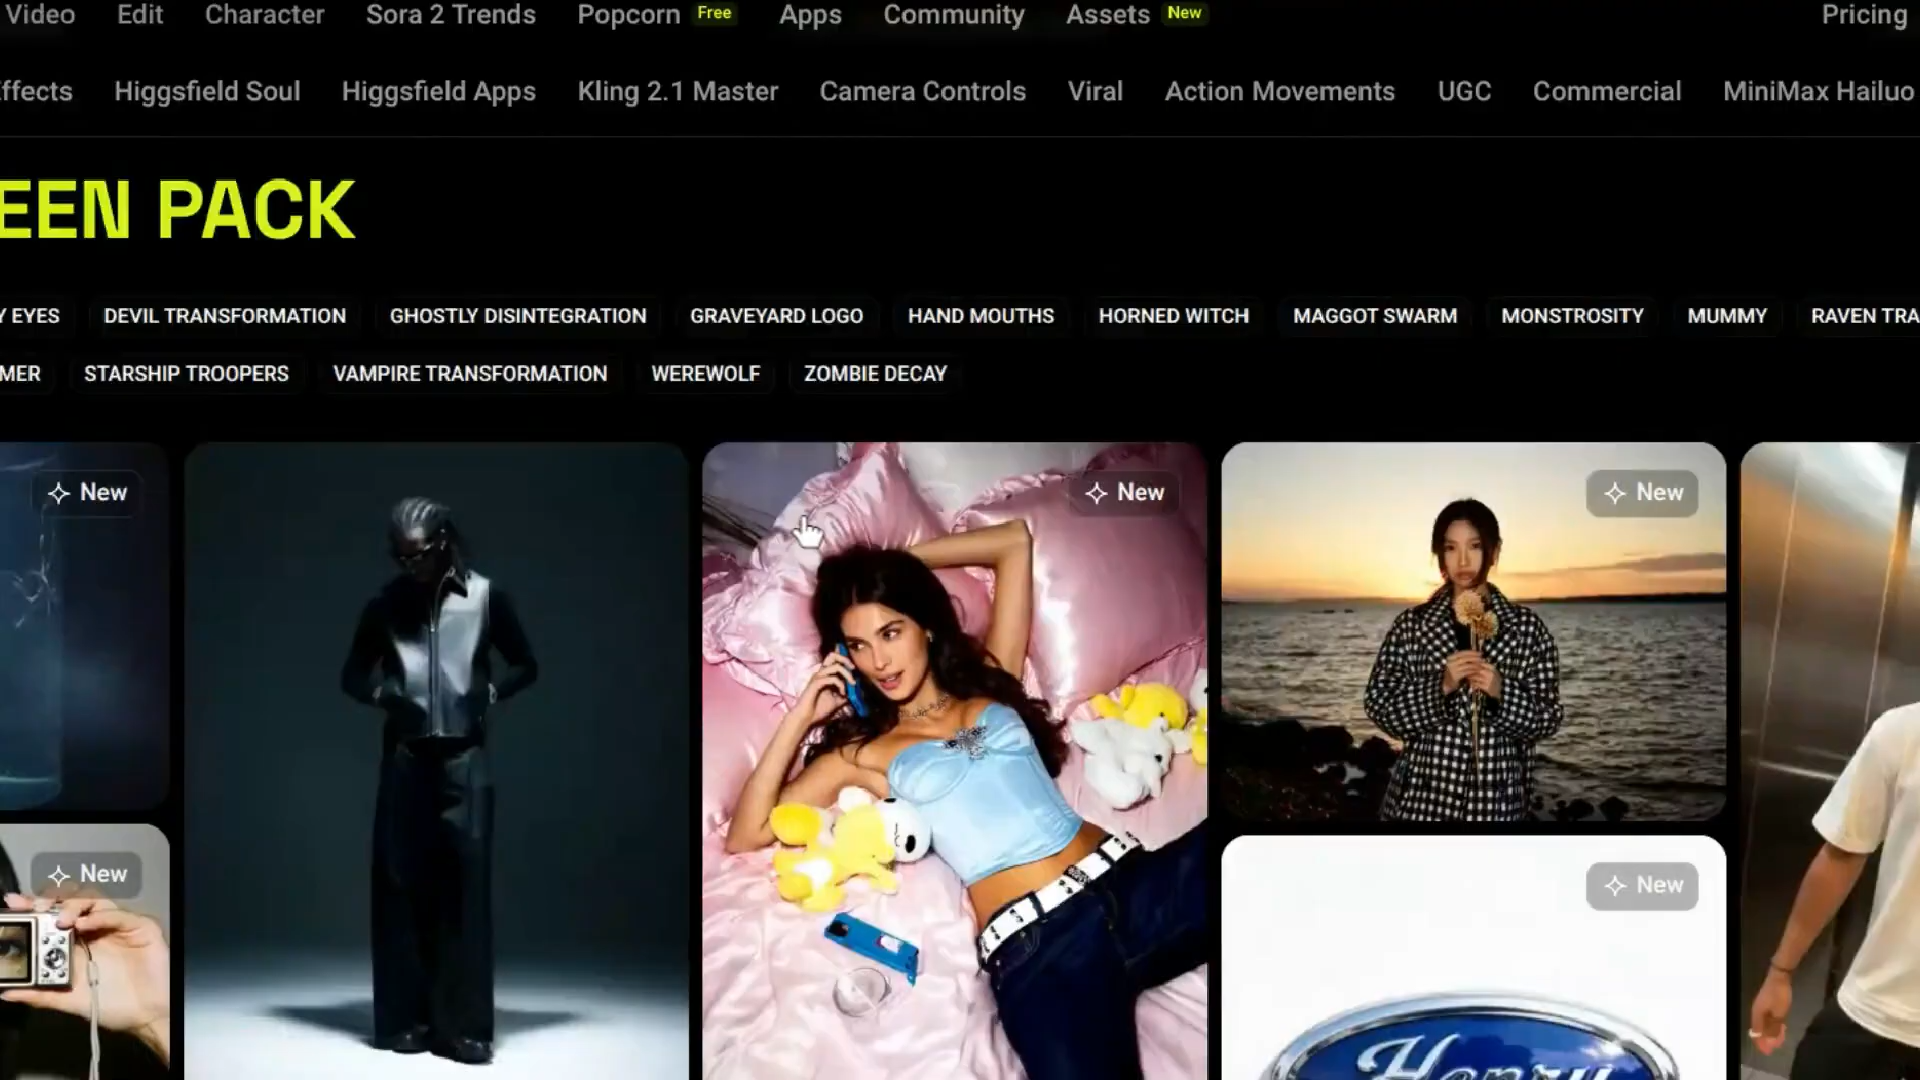 Video Edit Character Sora 2 Trends Popcorn Free Apps Community Assets New Pricing
ffects Higgsfield Soul Higgsfield Apps Kling 2.1 Master Camera Controls Viral Action Movements UGC Commercial MiniMax Hailuo
EEN PACK
Y EYES DEVIL TRANSFORMATION GHOSTLY DISINTEGRATION GRAVEYARD LOGO HAND MOUTHS HORNED WITCH MAGGOT SWARM MONSTROSITY MUMMY RAVEN TRA
MER STARSHIP TROOPERS VAMPIRE TRANSFORMATION WEREWOLF ZOMBIE DECAY
New New New
New New
Henry